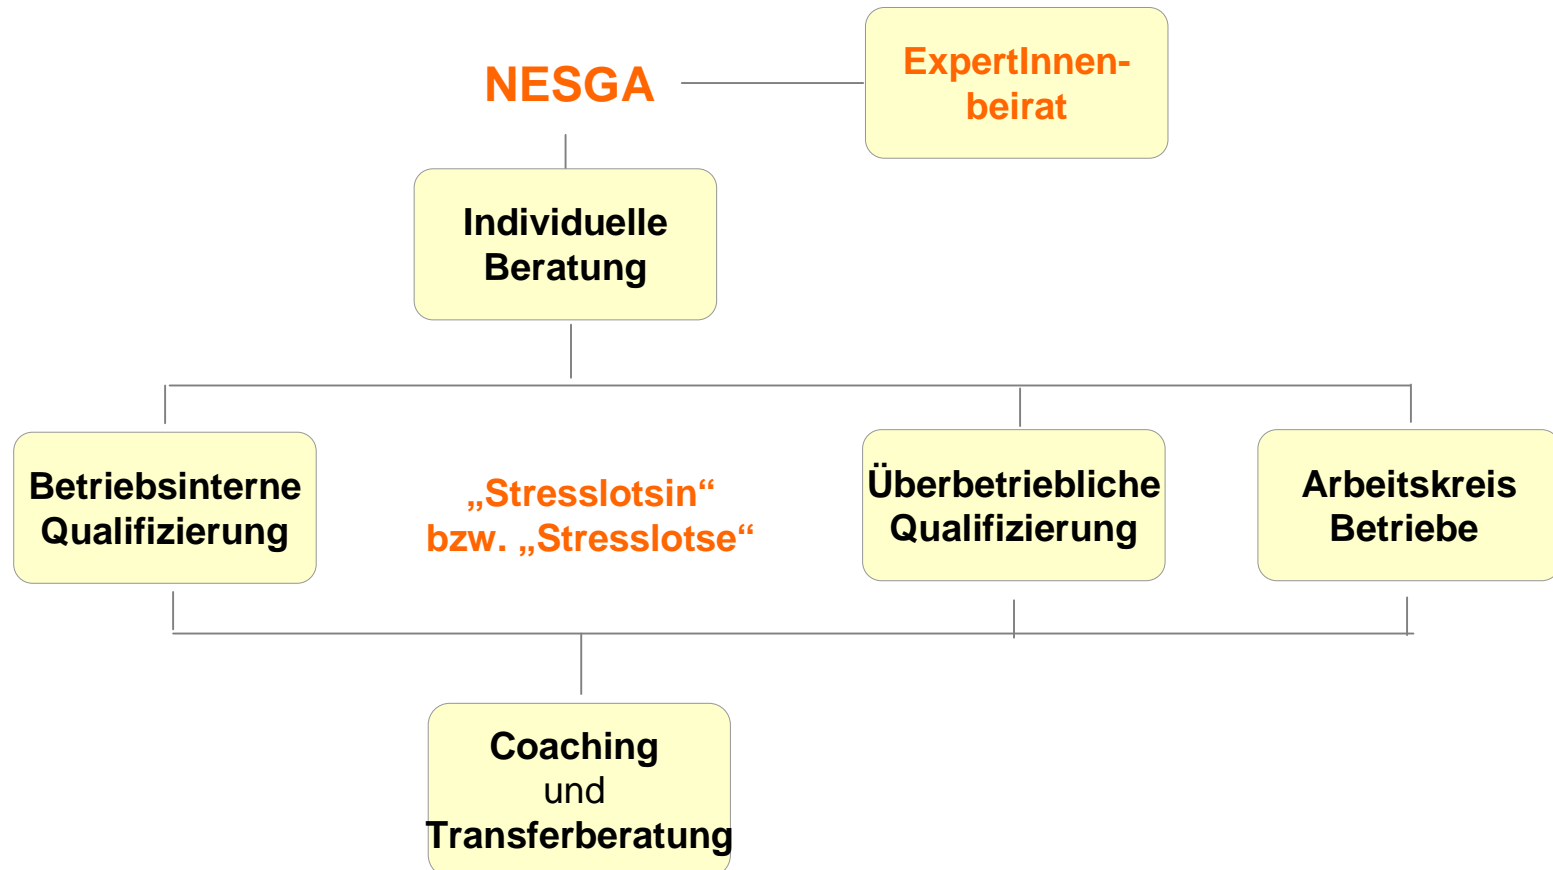 NESGA
ExpertInnen-
beirat
Individuelle
Beratung
Betriebsinterne
Qualifizierung
„Stresslotsin“
bzw. „Stresslotse“
Überbetriebliche
Qualifizierung
Arbeitskreis
Betriebe
Coaching
und
Transferberatung